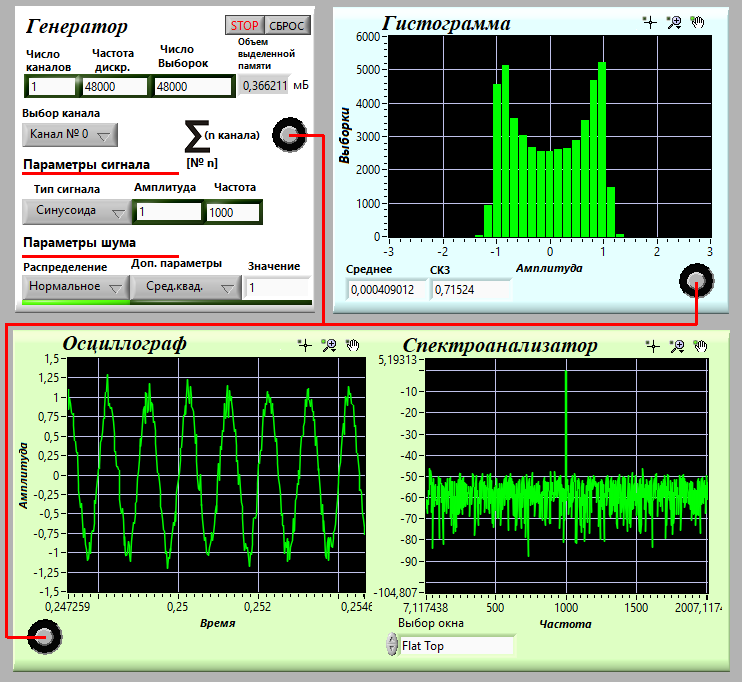 Генератор
STOP СБРОС
Число каналов
Частота дискр.
Число Выборок
Объем выделенной памяти
1 48000 48000 0,366211 мБ
Выбор канала
Канал № 0
∑ (n канала)
[№ n]
Параметры сигнала
Тип сигнала Амплитуда Частота
Синусоида 1 1000
Параметры шума
Распределение Доп. параметры Значение
Нормальное Сред.квад. 1
Гистограмма
Выборки
6000
5000
4000
3000
2000
1000
0
-3 -2 -1 0 1 2 3
Амплитуда
Среднее СКЗ
0,000409012 0,71524
Осциллограф
Амплитуда
1,5
1,25
1
0,75
0,5
0,25
0
-0,25
-0,5
-0,75
-1
-1,25
-1,5
0,247259 0,25 0,252 0,2546
Время
Спектроанализатор
5,19313
-10
-20
-30
-40
-50
-60
-70
-80
-90
-104,807
7,117438 500 1000 1500 2007,1174
Частота
Выбор окна
Flat Top